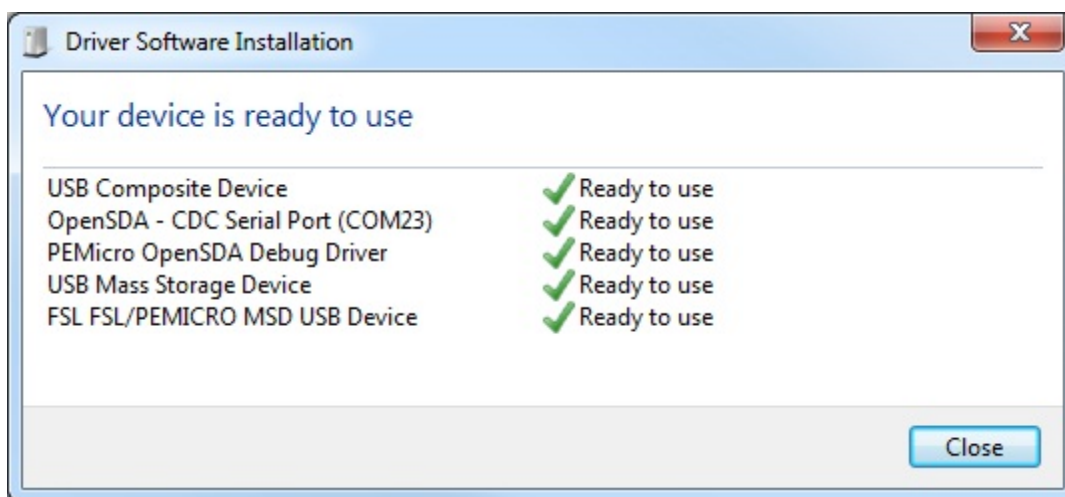 Driver Software Installation
Your device is ready to use
USB Composite Device Ready to use
OpenSDA - CDC Serial Port (COM23) Ready to use
PEMicro OpenSDA Debug Driver Ready to use
USB Mass Storage Device Ready to use
FSL FSL/PEMICRO MSD USB Device Ready to use
Close